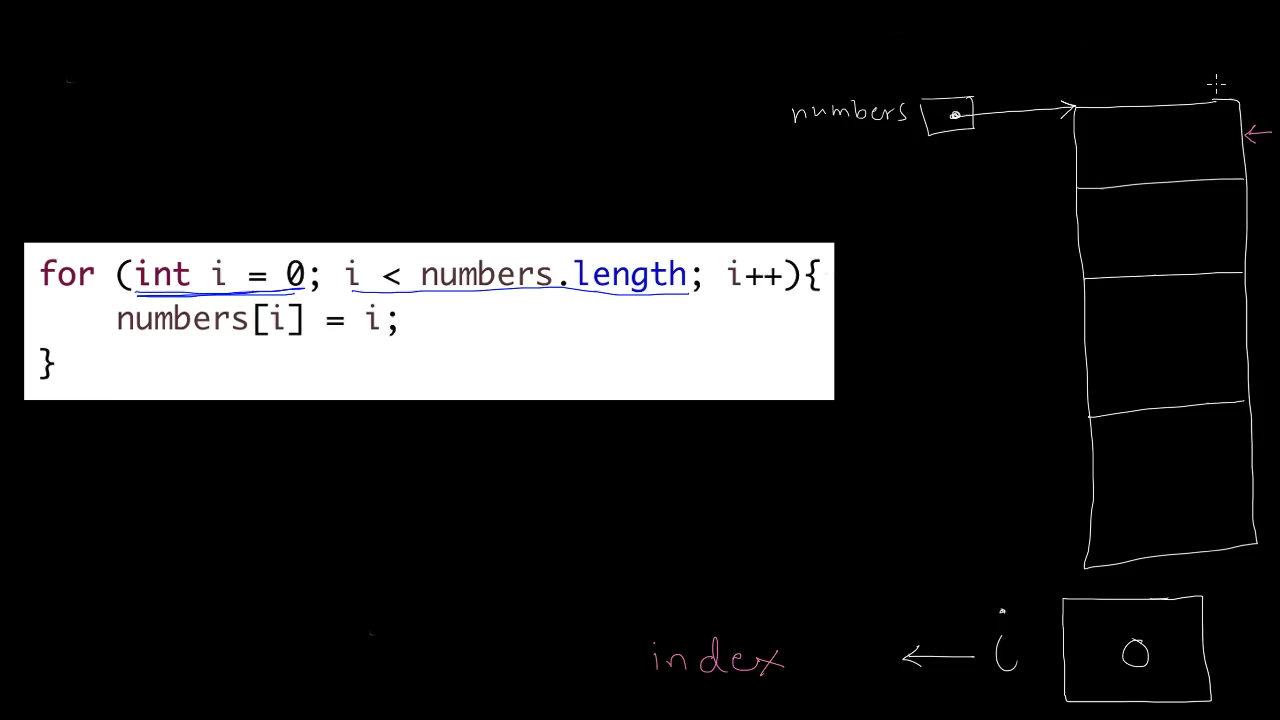 numbers
for (int i = 0; i < numbers.length; i++){
numbers[i] = i;
}
index
i
0